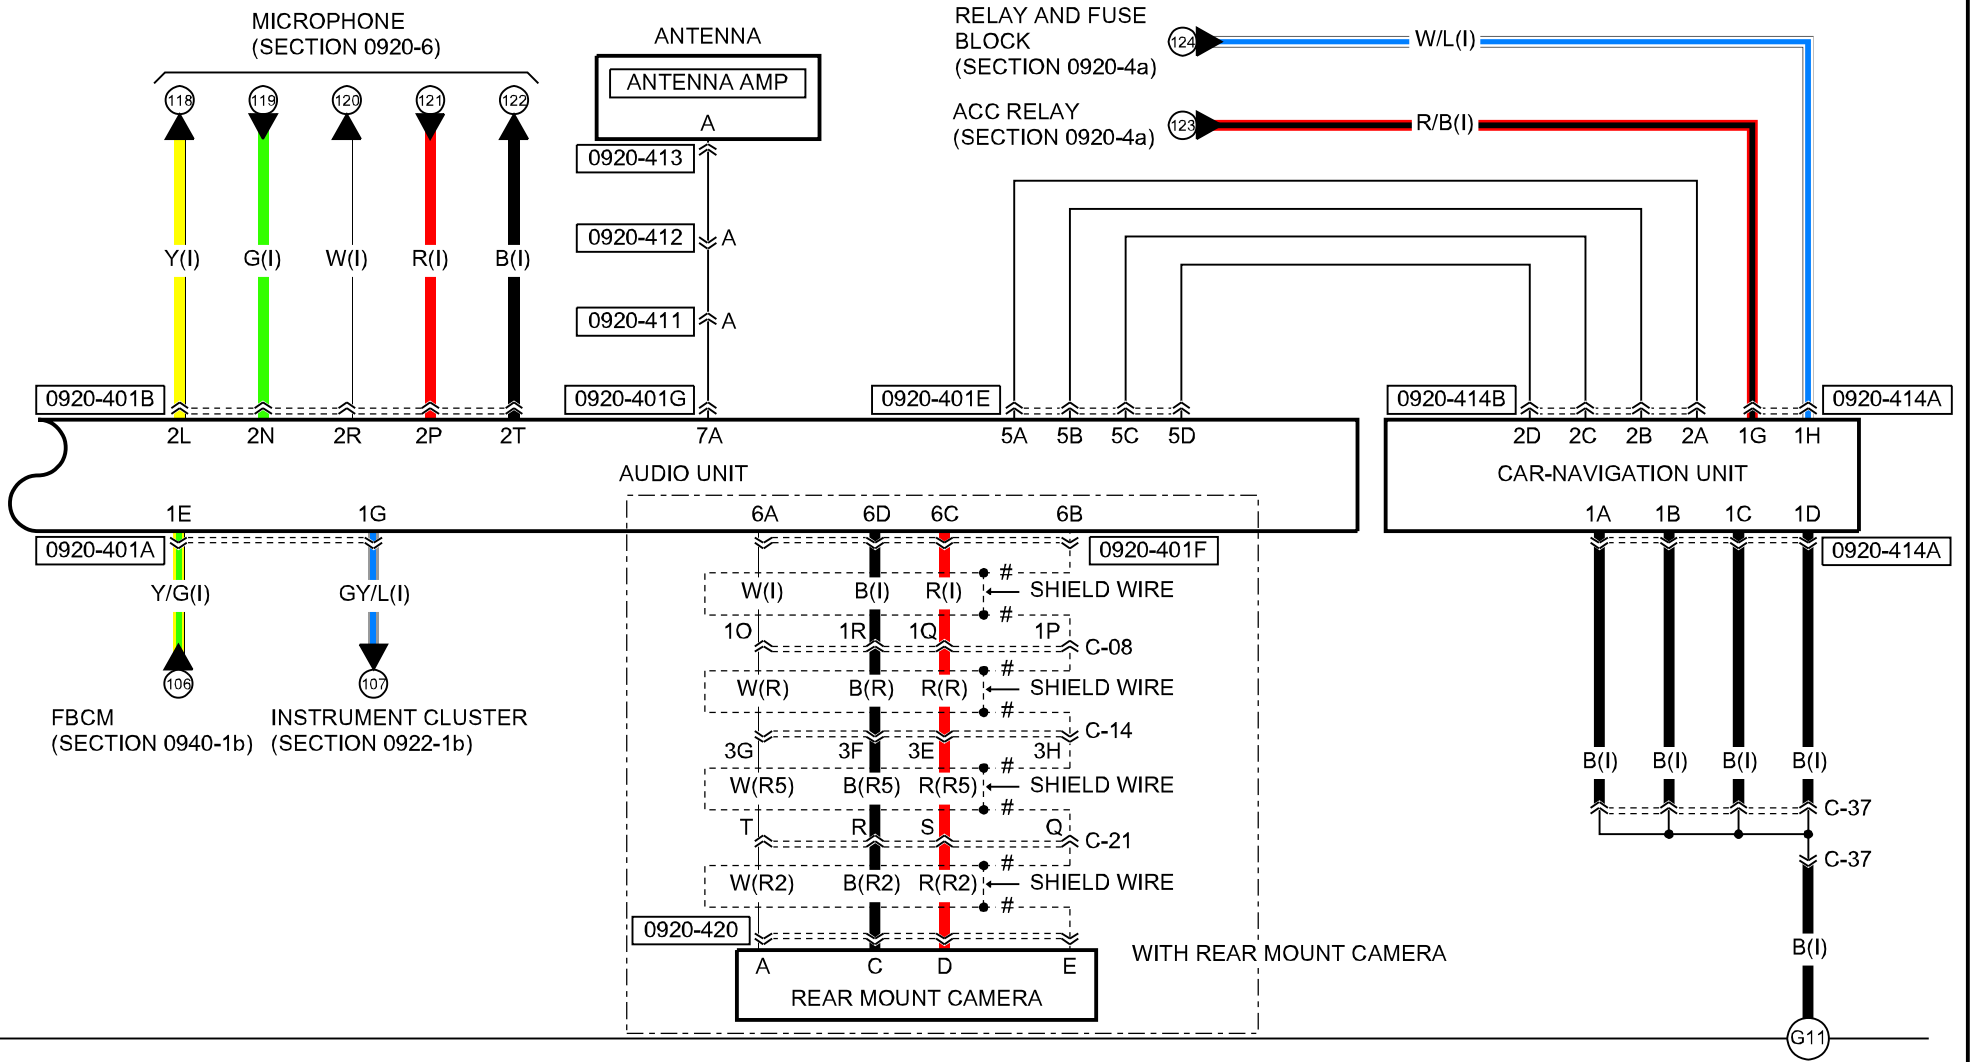 MICROPHONE
(SECTION 0920-6)
118 119 120 121 122
Y(I) G(I) W(I) R(I) B(I)
0920-401B
2L 2N 2R 2P 2T
ANTENNA
ANTENNA AMP
A
0920-413
0920-412 A
0920-411 A
0920-401G
7A
RELAY AND FUSE
BLOCK
(SECTION 0920-4a)
124 W/L(I)
ACC RELAY
(SECTION 0920-4a)
123 R/B(I)
0920-401E
5A 5B 5C 5D
0920-414B
0920-414A
2D 2C 2B 2A 1G 1H
AUDIO UNIT
CAR-NAVIGATION UNIT
1E 1G
0920-401A
Y/G(I) GY/L(I)
106 107
FBCM
(SECTION 0940-1b)
INSTRUMENT CLUSTER
(SECTION 0922-1b)
6A 6D 6C 6B
0920-401F
#
W(I) B(I) R(I) SHIELD WIRE
#
1O 1R 1Q 1P
C-08
#
W(R) B(R) R(R) SHIELD WIRE
#
C-14
3G 3F 3E 3H
#
W(R5) B(R5) R(R5) SHIELD WIRE
#
T R S Q
C-21
#
W(R2) B(R2) R(R2) SHIELD WIRE
#
0920-420
A C D E
REAR MOUNT CAMERA
WITH REAR MOUNT CAMERA
1A 1B 1C 1D
0920-414A
B(I) B(I) B(I) B(I)
C-37
C-37
B(I)
G11